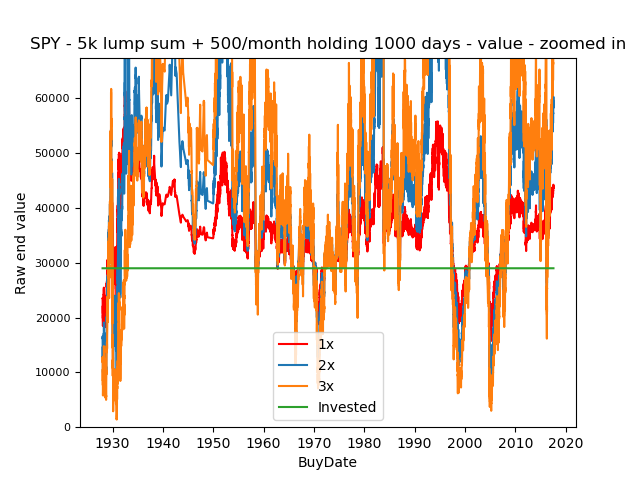 SPY - 5k lump sum + 500/month holding 1000 days - value - zoomed in
Raw end value
60000
50000
40000
30000
20000
10000
0
1x
2x
3x
Invested
1930 1940 1950 1960 1970 1980 1990 2000 2010 2020
BuyDate